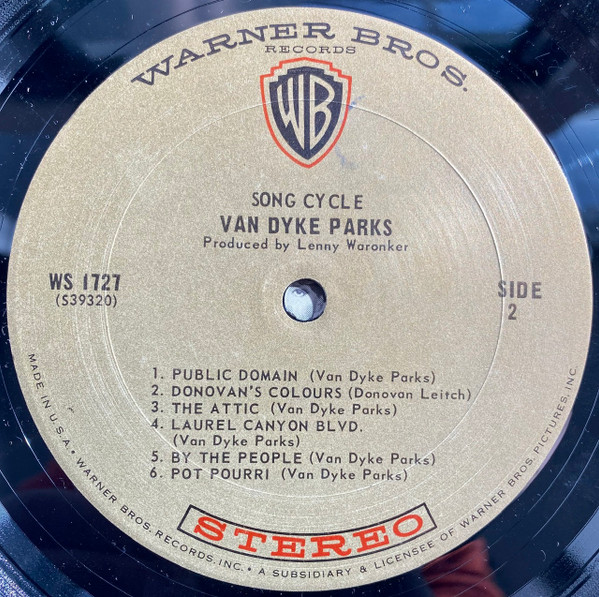 WARNER BROS.
RECORDS
WB
SONG CYCLE
VAN DYKE PARKS
Produced by Lenny Waronker
WS 1727
(S39320)
SIDE
2
1. PUBLIC DOMAIN (Van Dyke Parks)
2. DONOVAN'S COLOURS (Donovan Leitch)
3. THE ATTIC (Van Dyke Parks)
4. LAUREL CANYON BLVD.
(Van Dyke Parks)
5. BY THE PEOPLE (Van Dyke Parks)
6. POT POURRI (Van Dyke Parks)
STEREO
MADE IN U.S.A. • WARNER BROS. RECORDS, INC. • A SUBSIDIARY & LICENSEE OF WARNER BROS. PICTURES, INC.